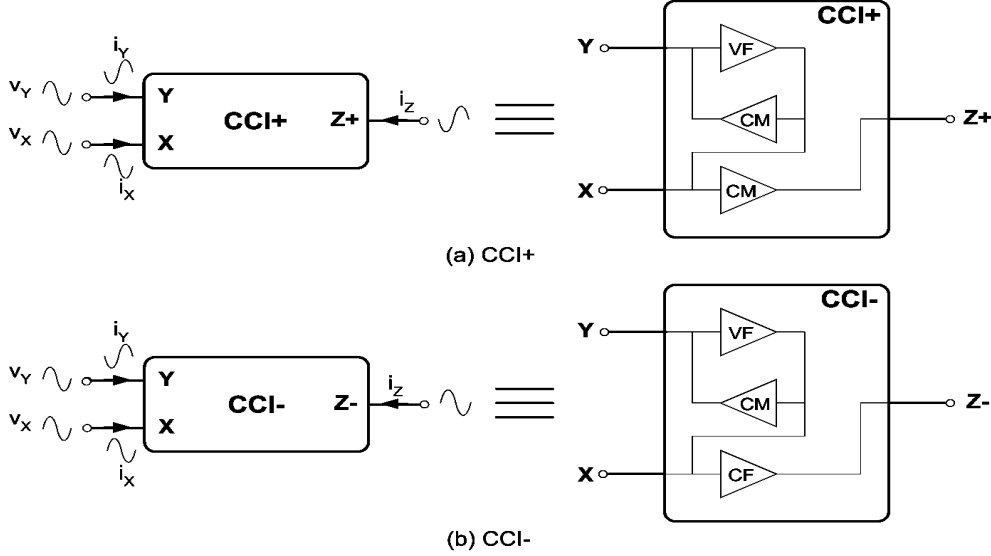 CCI+
i_Y
v_Y
Y
VF
Y
i_Z
CCI+
Z+
CM
Z+
v_X
X
i_X
X
CM
(a) CCI+
CCI-
i_Y
Y
VF
v_Y
Y
i_Z
CCI-
Z-
CM
Z-
v_X
X
i_X
X
CF
(b) CCI-